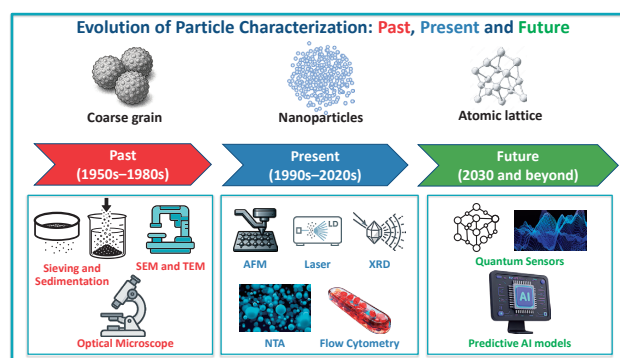 Evolution of Particle Characterization: Past, Present and Future
Coarse grain
Nanoparticles
Atomic lattice
Past
(1950s–1980s)
Present
(1990s–2020s)
Future
(2030 and beyond)
Sieving and
Sedimentation
SEM and TEM
Optical Microscope
LD
AFM
Laser
XRD
NTA
Flow Cytometry
Quantum Sensors
AI
Predictive AI models